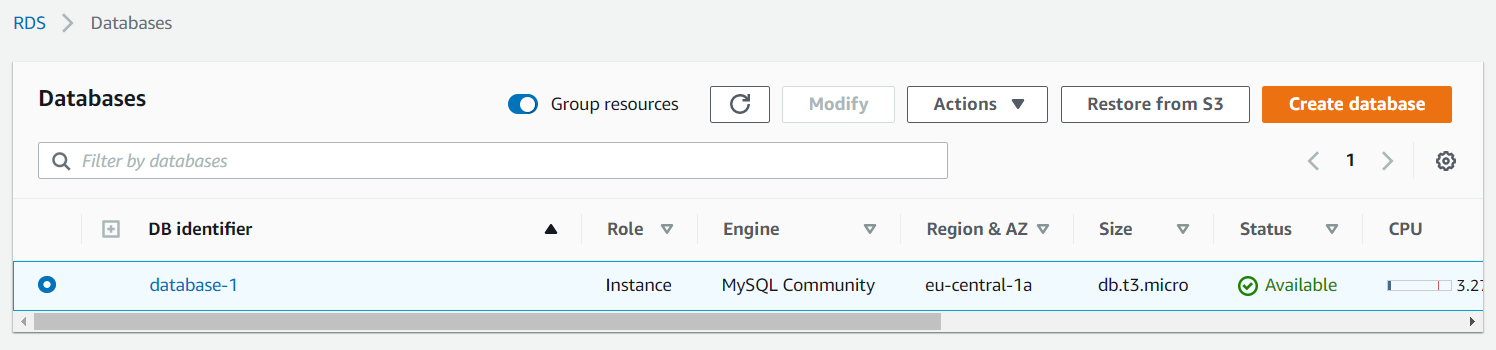 RDS Databases
Databases Group resources Modify Actions Restore from S3 Create database
Filter by databases 1
DB identifier Role Engine Region & AZ Size Status CPU
database-1 Instance MySQL Community eu-central-1a db.t3.micro Available 3.27